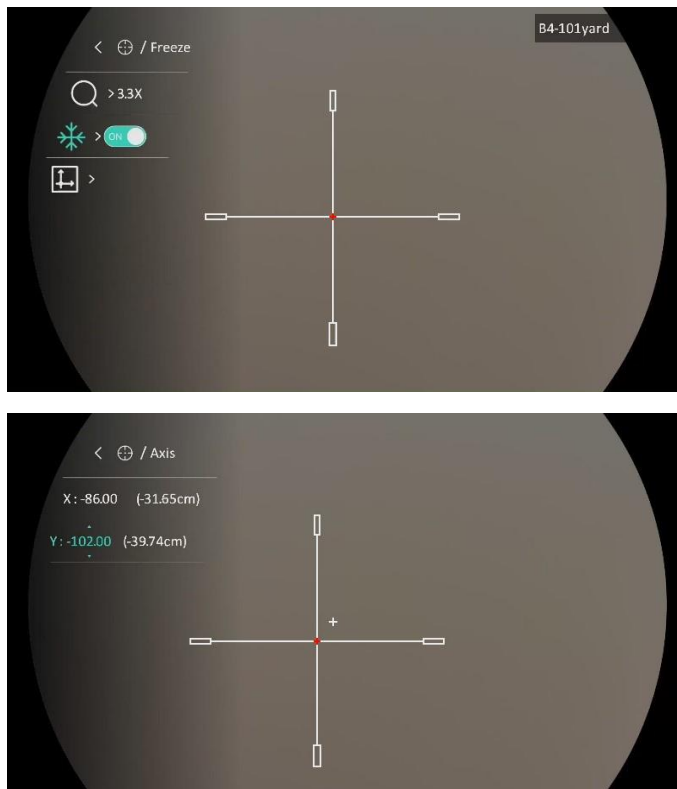 B4-101yard
< / Freeze
> 3.3X
> ON
>
< / Axis
X : -86.00 (-31.65cm)
Y : -102.00 (-39.74cm)